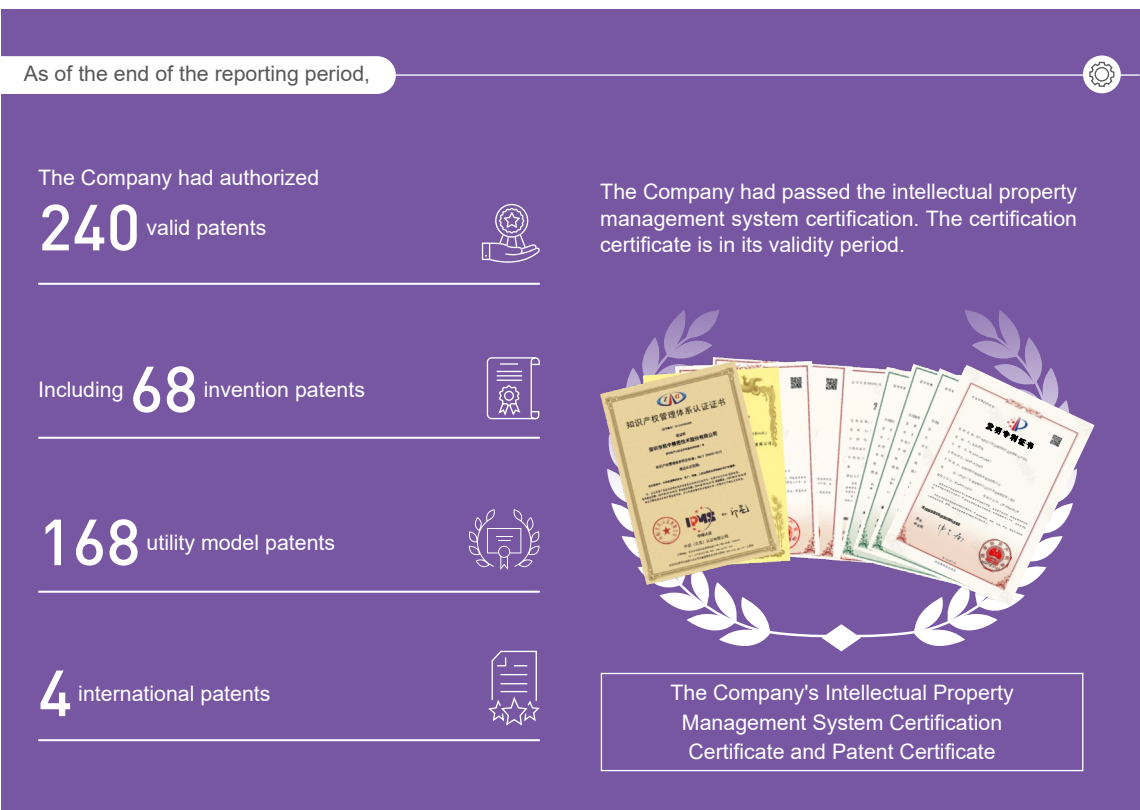 As of the end of the reporting period,
The Company had authorized
240 valid patents
Including 68 invention patents
168 utility model patents
4 international patents
The Company had passed the intellectual property
management system certification. The certification
certificate is in its validity period.
知识产权管理体系认证证书
IPMS
发明专利证书
The Company's Intellectual Property
Management System Certification
Certificate and Patent Certificate